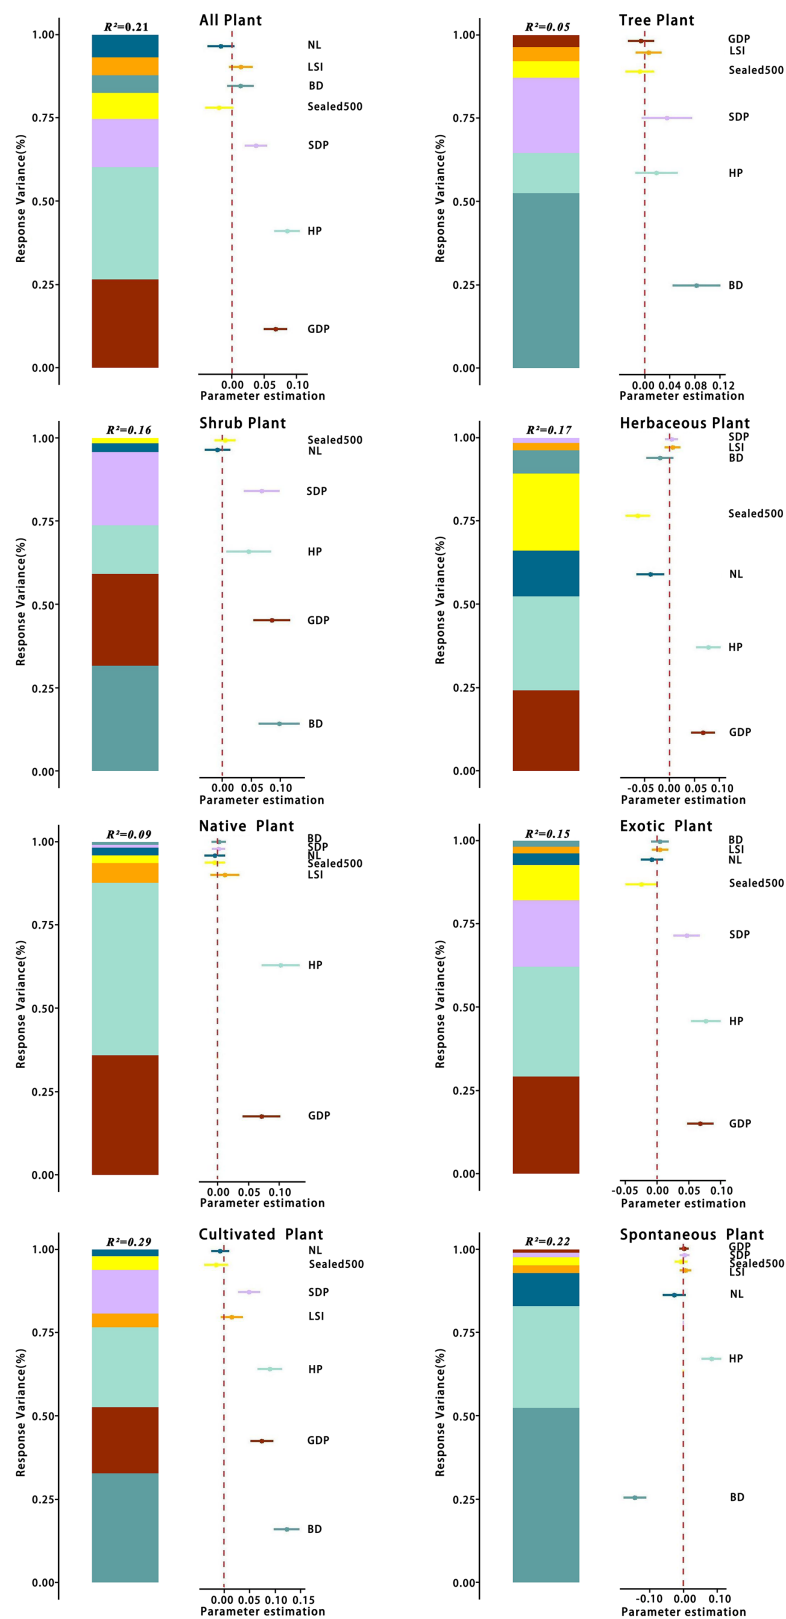 All Plant
R²=0.21
1.00
0.75
0.50
0.25
0.00
Response Variance(%)
NL
LSI
BD
Sealed500
SDP
HP
GDP
0.00 0.05 0.10
Parameter estimation
Tree Plant
R²=0.05
1.00
0.75
0.50
0.25
0.00
Response Variance(%)
GDP
LSI
Sealed500
SDP
HP
BD
0.00 0.04 0.08 0.12
Parameter estimation
Shrub Plant
R²=0.16
1.00
0.75
0.50
0.25
0.00
Response Variance(%)
Sealed500
NL
SDP
HP
GDP
BD
0.00 0.05 0.10
Parameter estimation
Herbaceous Plant
R²=0.17
1.00
0.75
0.50
0.25
0.00
Response Variance(%)
SDP
LSI
BD
Sealed500
NL
HP
GDP
-0.05 0.00 0.05 0.10
Parameter estimation
Native Plant
R²=0.09
1.00
0.75
0.50
0.25
0.00
Response Variance(%)
BD
SDP
NL
Sealed500
LSI
HP
GDP
0.00 0.05 0.10
Parameter estimation
Exotic Plant
R²=0.15
1.00
0.75
0.50
0.25
0.00
Response Variance(%)
BD
LSI
NL
Sealed500
SDP
HP
GDP
-0.05 0.00 0.05 0.10
Parameter estimation
Cultivated Plant
R²=0.29
1.00
0.75
0.50
0.25
0.00
Response Variance(%)
NL
Sealed500
SDP
LSI
HP
GDP
BD
0.00 0.05 0.10 0.15
Parameter estimation
Spontaneous Plant
R²=0.22
1.00
0.75
0.50
0.25
0.00
Response Variance(%)
GDP
SDP
Sealed500
LSI
NL
HP
BD
-0.10 0.00 0.10
Parameter estimation